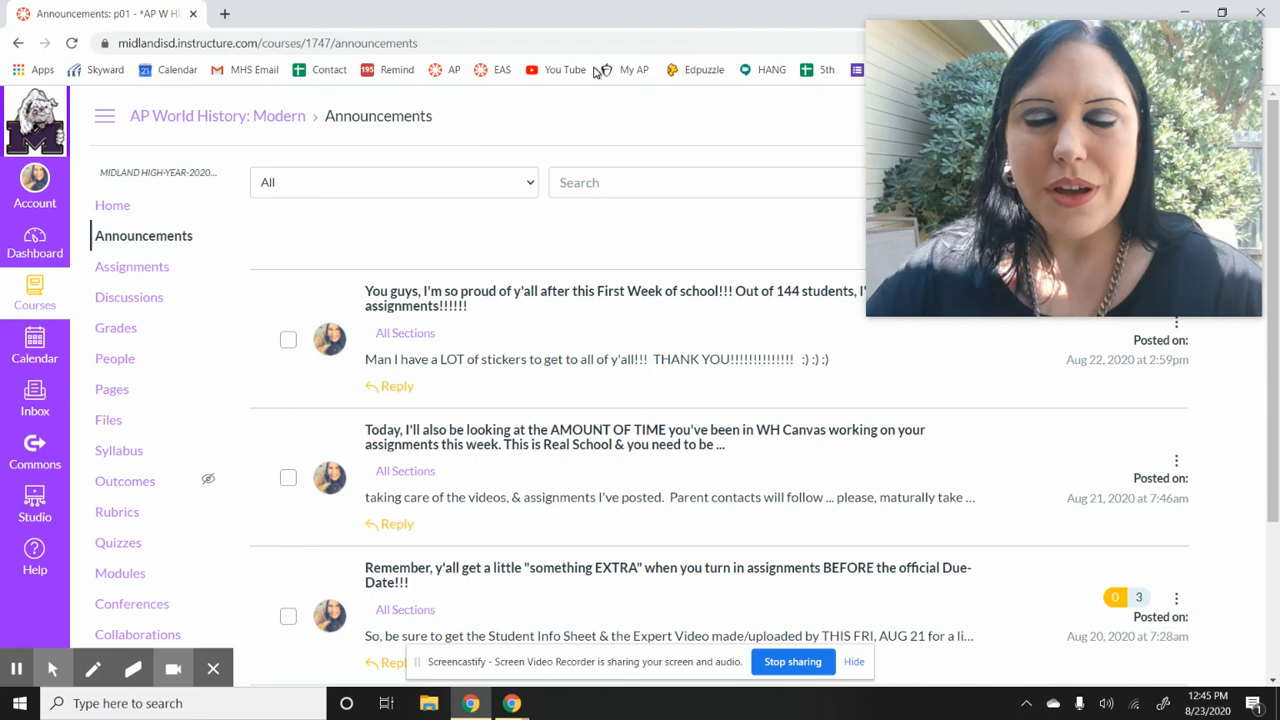 Announcements: p01 - *AP W H
midlandisd.instructure.com/courses/1747/announcements
Apps Skyward Calendar MHS Email Contact Remind AP EAS You Tube My AP Edpuzzle HANG 5th
M
AP World History: Modern › Announcements
MIDLAND HIGH-YEAR-2020...
All
Search
Account
Dashboard
Courses
Calendar
Inbox
Commons
Studio
Help
Home
Announcements
Assignments
Discussions
Grades
People
Pages
Files
Syllabus
Outcomes
Rubrics
Quizzes
Modules
Conferences
Collaborations
You guys, I'm so proud of y'all after this First Week of school!!! Out of 144 students,
assignments!!!!!!
All Sections
Man I have a LOT of stickers to get to all of y'all!!! THANK YOU!!!!!!!!!!!!!! :) :) :)
Reply
Posted on:
Aug 22, 2020 2:59pm
Today, I'll also be looking at the AMOUNT OF TIME you've been in WH Canvas working on your
assignments this week. This is Real School & you need to be ...
All Sections
taking care of the videos, & assignments I've posted. Parent contacts will follow ... please, maturally take ...
Reply
Posted on:
Aug 21, 2020 7:46am
Remember, y'all get a little "something EXTRA" when you turn in assignments BEFORE the official Due-
Date!!!
All Sections
So, be sure to get the Student Info Sheet & the Expert Video made/uploaded by THIS FRI, AUG 21 for a li...
0 3
Posted on:
Aug 20, 2020 7:28am
Screencastify - Screen Video Recorder is sharing your screen and audio. Stop sharing Hide
Type here to search
12:45 PM
8/23/2020
1